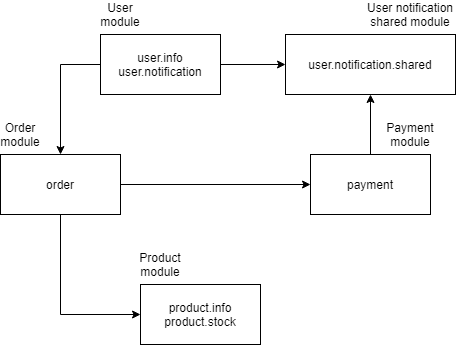 User
module
User notification
shared module
user.info
user.notification
user.notification.shared
Order
module
Payment
module
order
payment
Product
module
product.info
product.stock